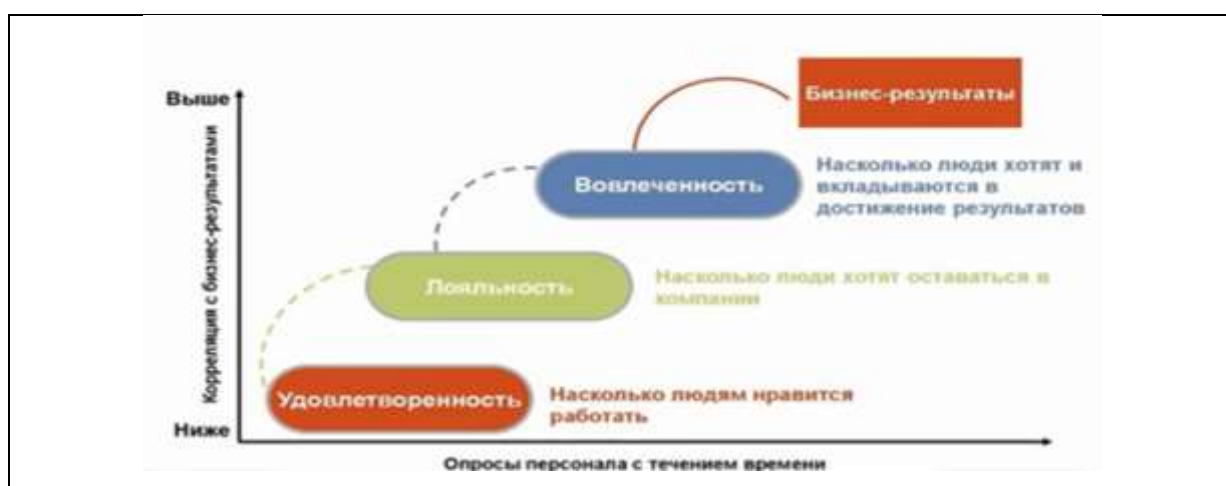 Бизнес-результаты
Выше
Корреляция с бизнес-результатами
Вовлеченность
Насколько люди хотят и
вкладываются в
достижение результатов
Лояльность
Насколько люди хотят оставаться в
компании
Удовлетворенность
Насколько людям нравится
работать
Ниже
Опросы персонала с течением времени